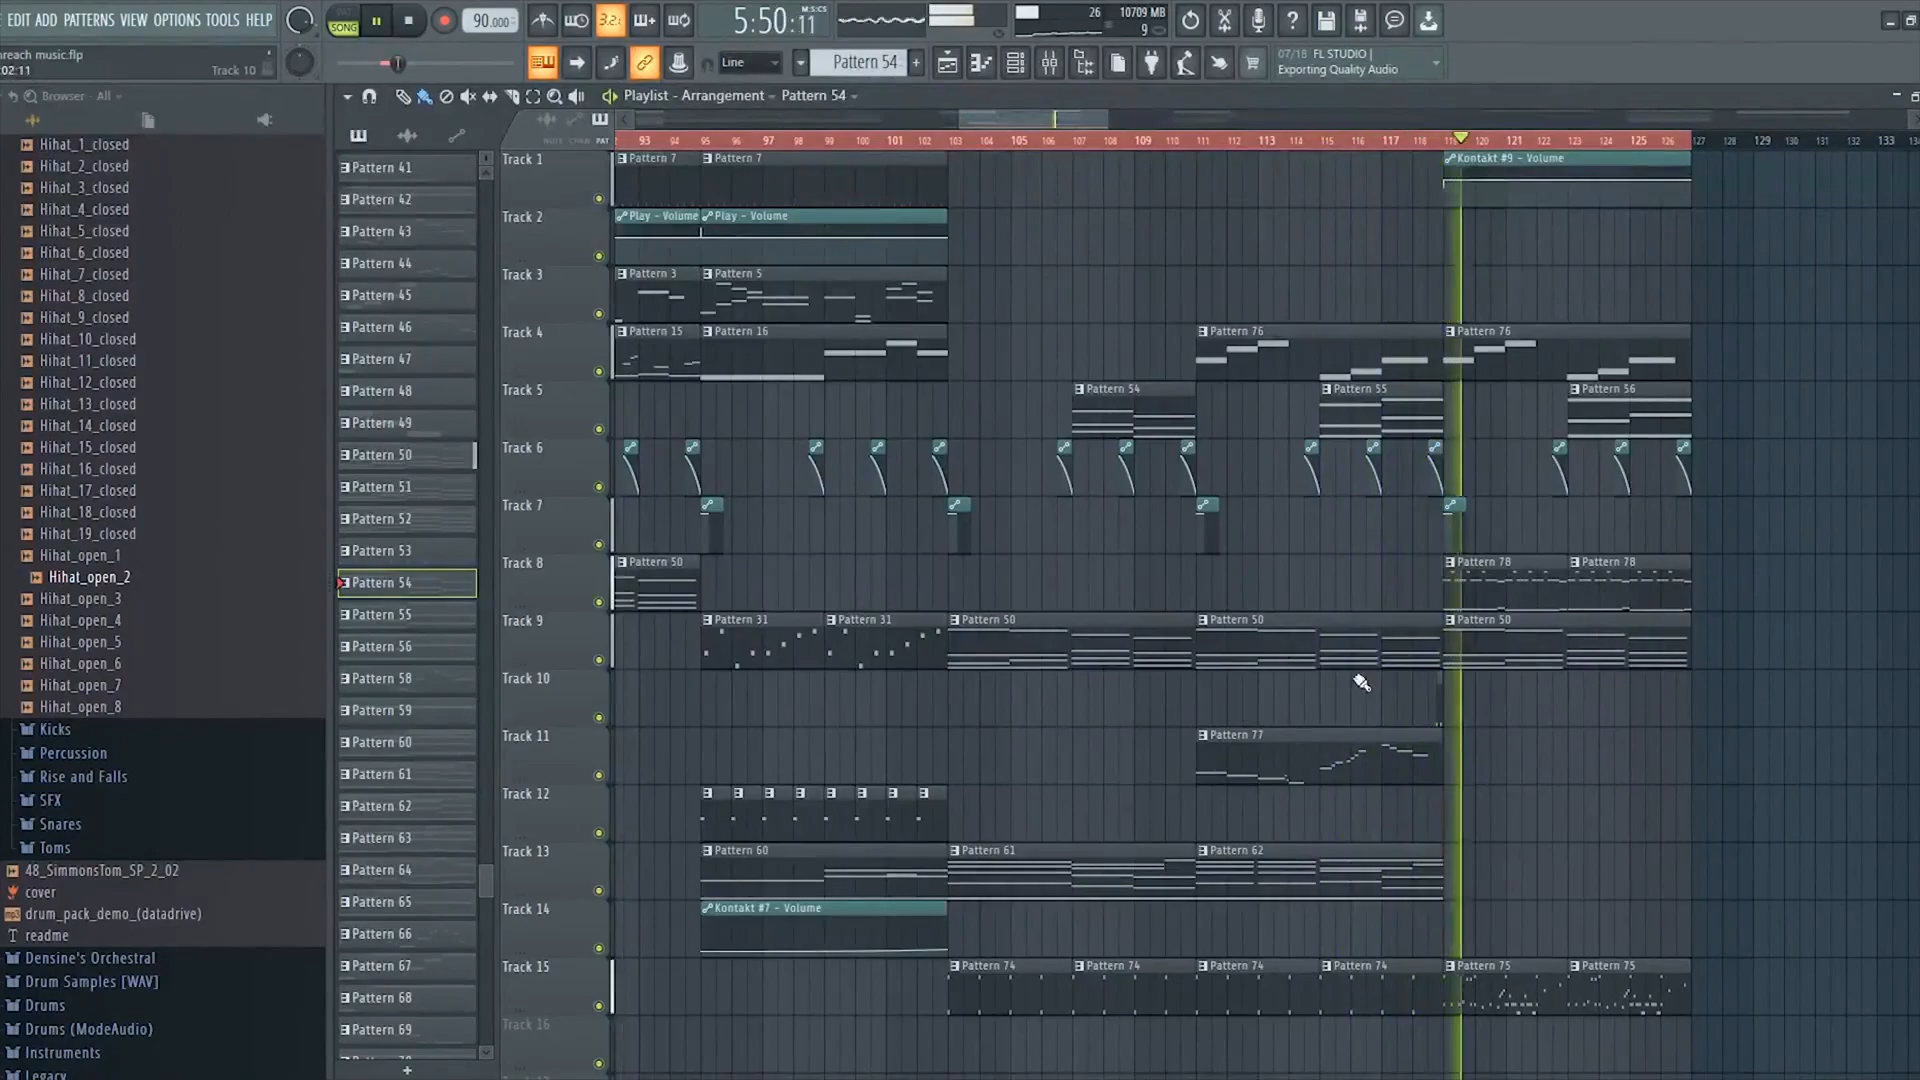 EDIT ADD PATTERNS VIEW OPTIONS TOOLS HELP
PAT
SONG
90.000
3.2
5:50:11
M:S:CS
26
10709 MB
9
nreach music.flp
:02:11
Track 10
Line
Pattern 54
07/18 FL STUDIO |
Exporting Quality Audio
Browser - All
Playlist - Arrangement
Pattern 54
Hihat_1_closed
Hihat_2_closed
Hihat_3_closed
Hihat_4_closed
Hihat_5_closed
Hihat_6_closed
Hihat_7_closed
Hihat_8_closed
Hihat_9_closed
Hihat_10_closed
Hihat_11_closed
Hihat_12_closed
Hihat_13_closed
Hihat_14_closed
Hihat_15_closed
Hihat_16_closed
Hihat_17_closed
Hihat_18_closed
Hihat_19_closed
Hihat_open_1
Hihat_open_2
Hihat_open_3
Hihat_open_4
Hihat_open_5
Hihat_open_6
Hihat_open_7
Hihat_open_8
Kicks
Percussion
Rise and Falls
SFX
Snares
Toms
48_SimmonsTom_SP_2_02
cover
drum_pack_demo_(datadrive)
readme
Densine's Orchestral
Drum Samples [WAV]
Drums
Drums (ModeAudio)
Instruments
Legacy
Pattern 41
Pattern 42
Pattern 43
Pattern 44
Pattern 45
Pattern 46
Pattern 47
Pattern 48
Pattern 49
Pattern 50
Pattern 51
Pattern 52
Pattern 53
Pattern 54
Pattern 55
Pattern 56
Pattern 58
Pattern 59
Pattern 60
Pattern 61
Pattern 62
Pattern 63
Pattern 64
Pattern 65
Pattern 66
Pattern 67
Pattern 68
Pattern 69
NOTE CHAN PAT
93 94 95 96 97 98 99 100 101 102 103 104 105 106 107 108 109 110 111 112 113 114 115 116 117 118 119 120 121 122 123 124 125 126 127 128 129 130 131 132 133
Track 1
Pattern 7
Pattern 7
Kontakt #9 - Volume
Track 2
Play - Volume
Play - Volume
Track 3
Pattern 3
Pattern 5
Track 4
Pattern 15
Pattern 16
Pattern 76
Pattern 76
Track 5
Pattern 54
Pattern 55
Pattern 56
Track 6
Track 7
Track 8
Pattern 50
Pattern 78
Pattern 78
Track 9
Pattern 31
Pattern 31
Pattern 50
Pattern 50
Pattern 50
Track 10
Track 11
Pattern 77
Track 12
Track 13
Pattern 60
Pattern 61
Pattern 62
Track 14
Kontakt #7 - Volume
Track 15
Pattern 74
Pattern 74
Pattern 74
Pattern 74
Pattern 75
Pattern 75
Track 16